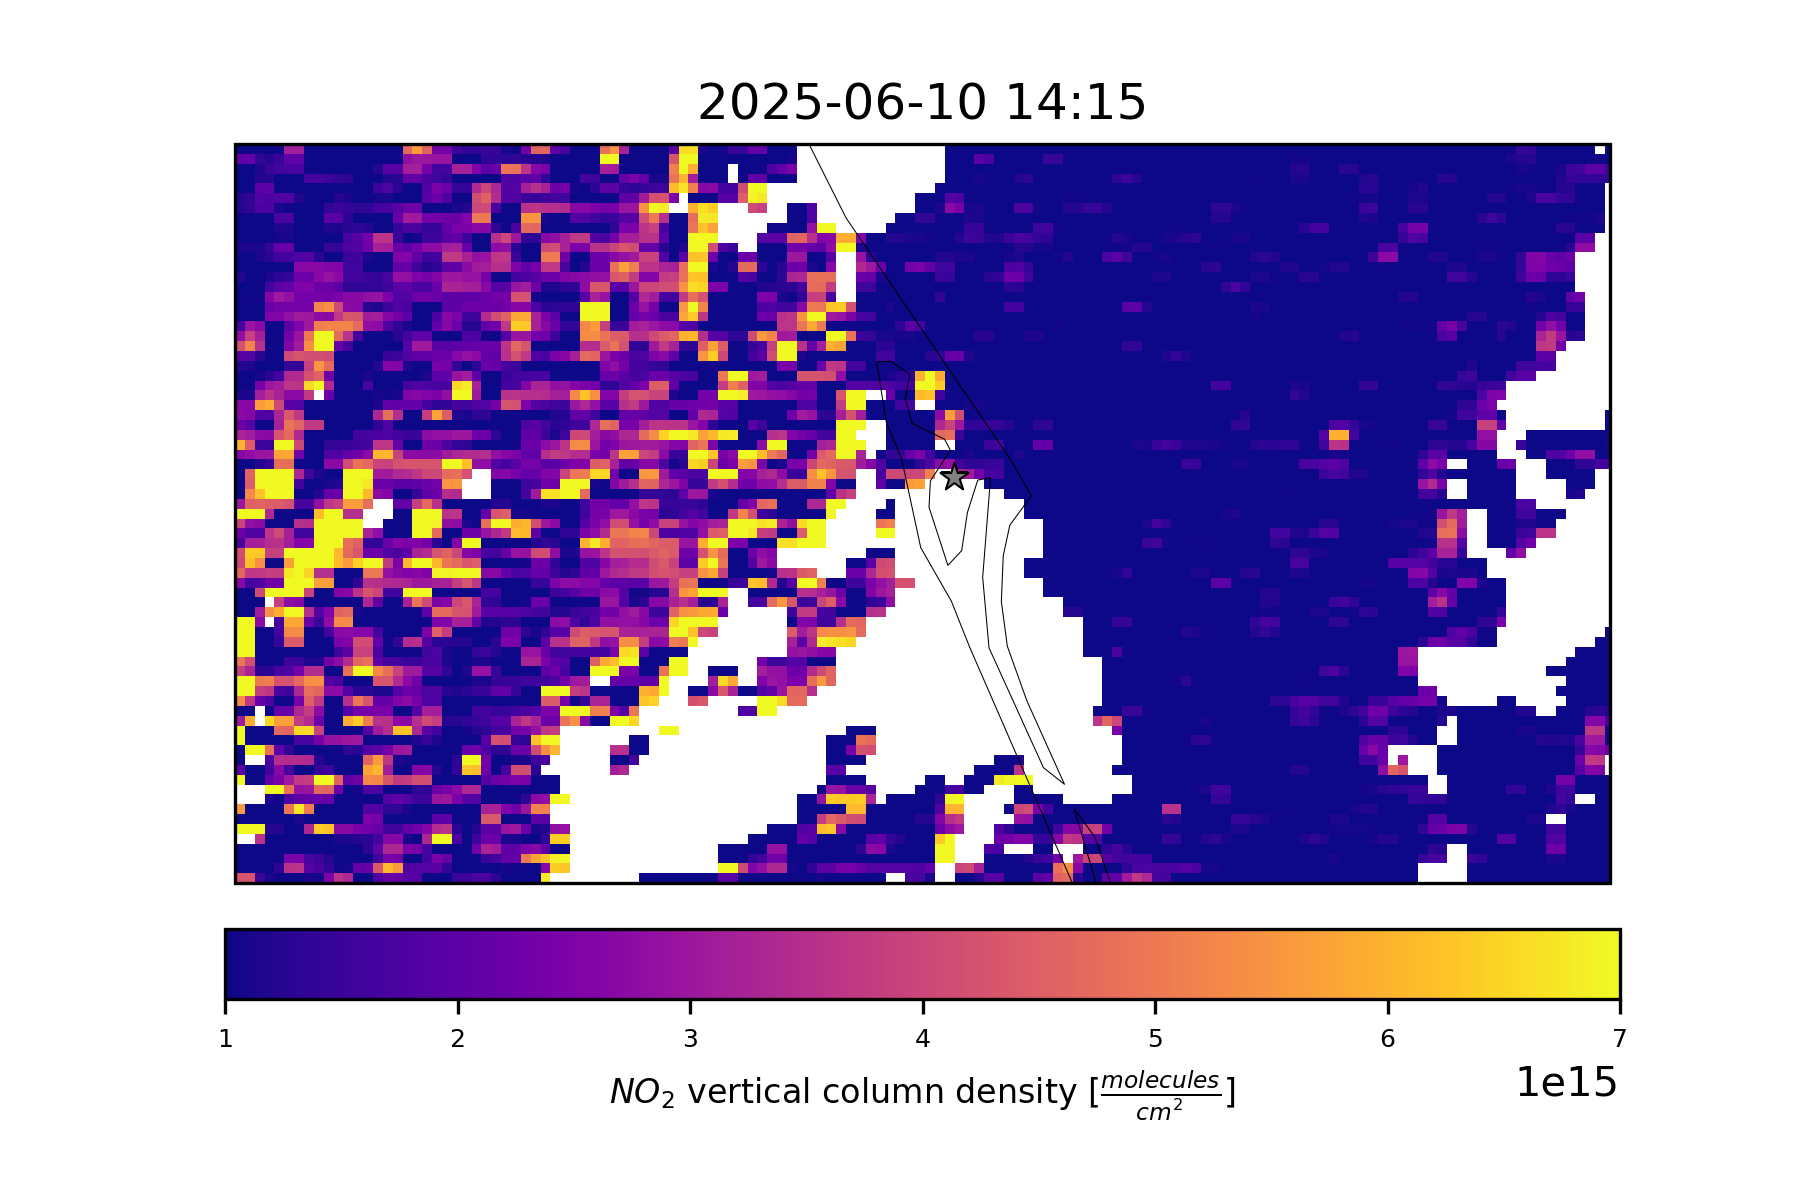 2025-06-10 14:15
1 2 3 4 5 6 7
1e15
NO₂ vertical column density [molecules/cm²]